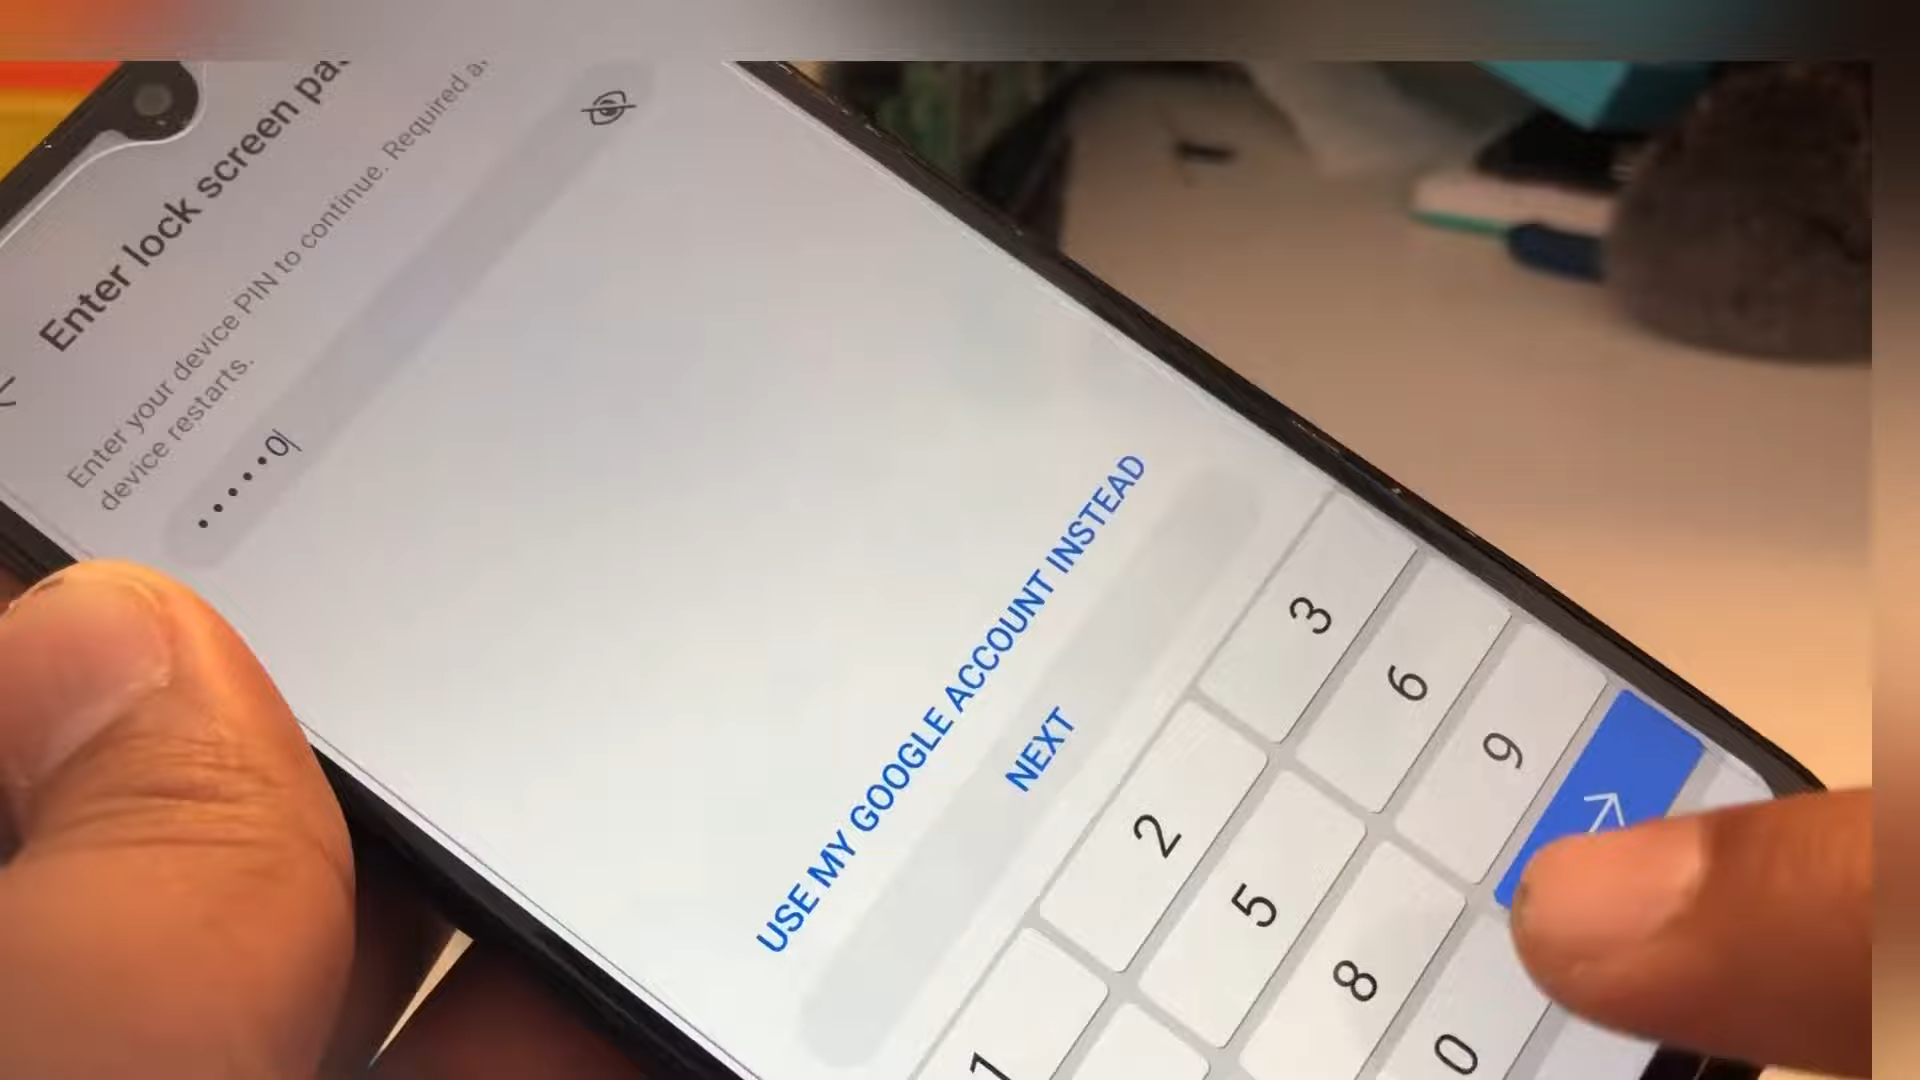 Enter lock screen
Enter your device PIN to continue. Required
device restarts.
•••••0
USE MY GOOGLE ACCOUNT INSTEAD
NEXT
1 2 3
5 6
8 9
0